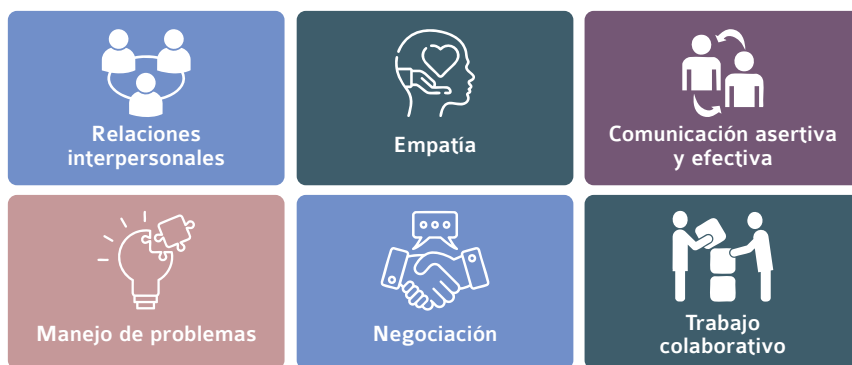 Relaciones
interpersonales
Empatía
Comunicación asertiva
y efectiva
Manejo de problemas
Negociación
Trabajo
colaborativo